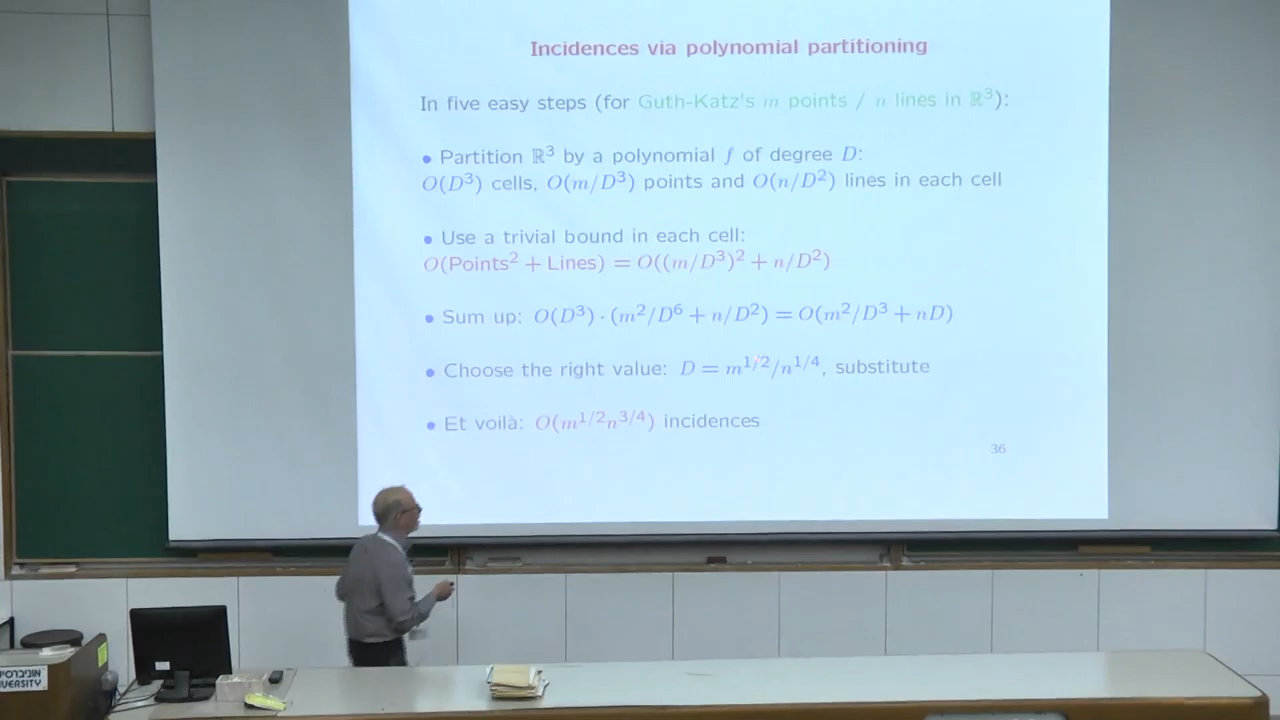 Incidences via polynomial partitioning
In five easy steps (for Guth-Katz's m points / n lines in ℝ³):
• Partition ℝ³ by a polynomial f of degree D:
O(D³) cells, O(m/D³) points and O(n/D²) lines in each cell
• Use a trivial bound in each cell:
O(Points² + Lines) = O((m/D³)² + n/D²)
• Sum up: O(D³) · (m²/D⁶ + n/D²) = O(m²/D³ + nD)
• Choose the right value: D = m^{1/2}/n^{1/4}, substitute
• Et voilà: O(m^{1/2}n^{3/4}) incidences
36